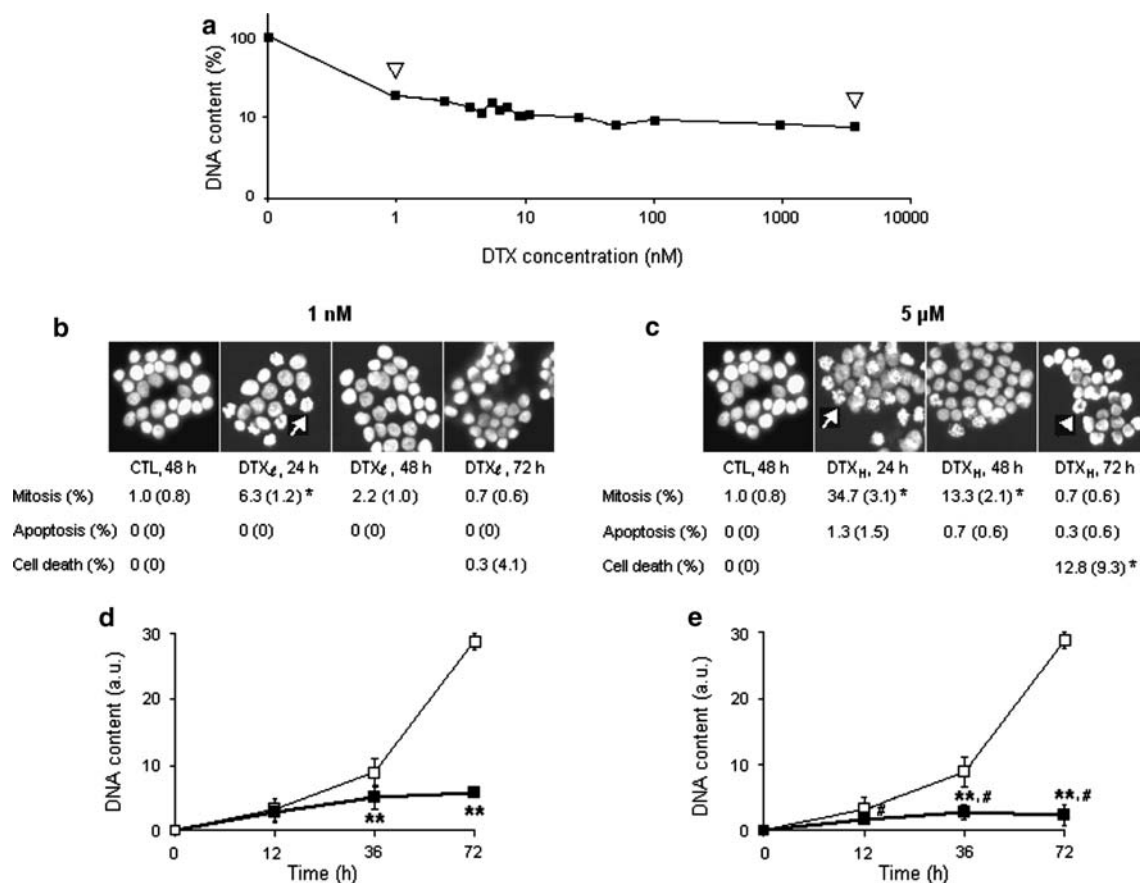 a
DNA content (%)
100
10
0
0 1 10 100 1000 10000
DTX concentration (nM)
b 1 nM
CTL, 48 h DTXℓ, 24 h DTXℓ, 48 h DTXℓ, 72 h
Mitosis (%) 1.0 (0.8) 6.3 (1.2) * 2.2 (1.0) 0.7 (0.6)
Apoptosis (%) 0 (0) 0 (0) 0 (0) 0 (0)
Cell death (%) 0 (0) 0.3 (4.1)
c 5 µM
CTL, 48 h DTXH, 24 h DTXH, 48 h DTXH, 72 h
Mitosis (%) 1.0 (0.8) 34.7 (3.1) * 13.3 (2.1) * 0.7 (0.6)
Apoptosis (%) 0 (0) 1.3 (1.5) 0.7 (0.6) 0.3 (0.6)
Cell death (%) 0 (0) 12.8 (9.3) *
d
DNA content (a.u.)
30
20
10
0
** **
0 12 36 72
Time (h)
e
DNA content (a.u.)
30
20
10
0
# **,# **,#
0 12 36 72
Time (h)